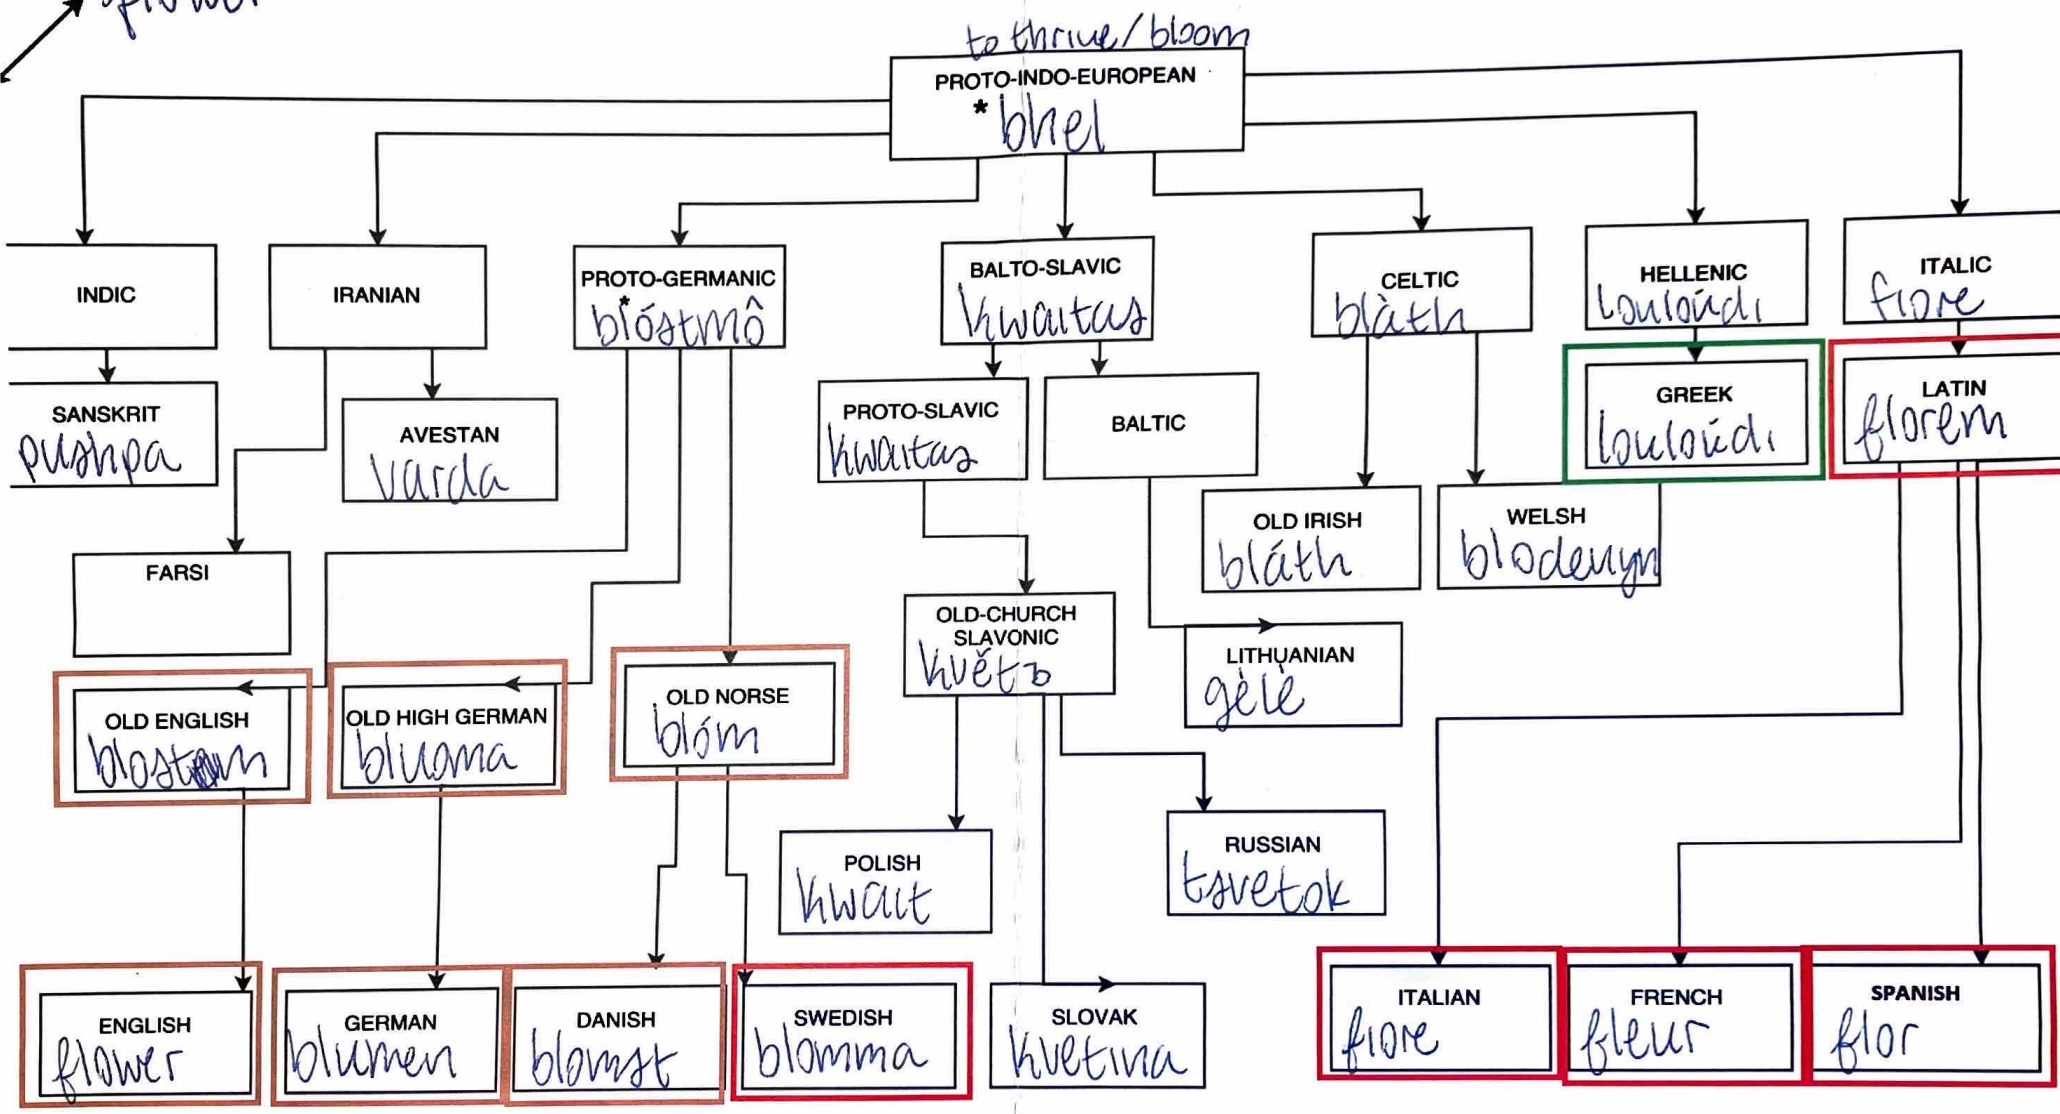 flower
to thrive/bloom
PROTO-INDO-EUROPEAN
* bhel
INDIC
IRANIAN
PROTO-GERMANIC
*blóstmô
BALTO-SLAVIC
kwaitas
CELTIC
blàth
HELLENIC
louloúdi
ITALIC
fiore
SANSKRIT
pushpa
AVESTAN
varda
PROTO-SLAVIC
kwaitas
BALTIC
GREEK
louloúdi
LATIN
florem
FARSI
OLD IRISH
bláth
WELSH
blodeuyn
OLD-CHURCH
SLAVONIC
květъ
LITHUANIAN
gėlė
OLD ENGLISH
OLD HIGH GERMAN
bluoma
OLD NORSE
blóm
POLISH
kwait
RUSSIAN
tsvetok
ENGLISH
flower
GERMAN
blumen
DANISH
blomst
SWEDISH
blomma
SLOVAK
kvetina
ITALIAN
fiore
FRENCH
fleur
SPANISH
flor